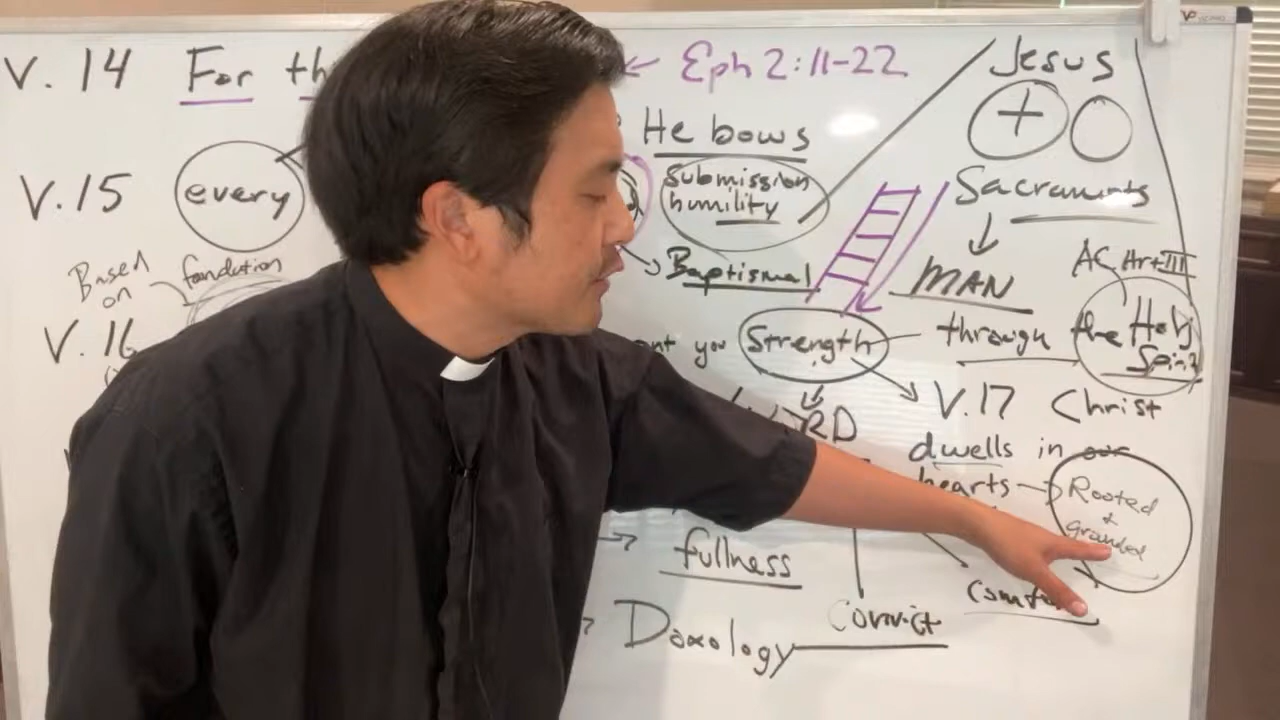 V. 14 For th
← Eph 2:11-22
Jesus
He bows
V. 15 every
Submission
humility
Sacraments
Based
on
foundation
Baptismal
MAN
AC Art III
V. 16
you Strength
through the Holy
Spirit
V.17 Christ
dwells in our
hearts → Rooted
+
grounded
→ fullness
Convict
Doxology